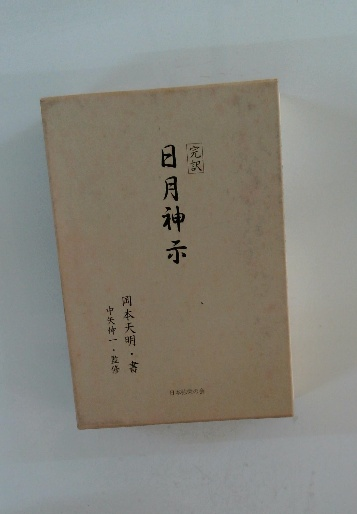 [完訳]
日月神示
岡本天明・書
中矢伸一・監修